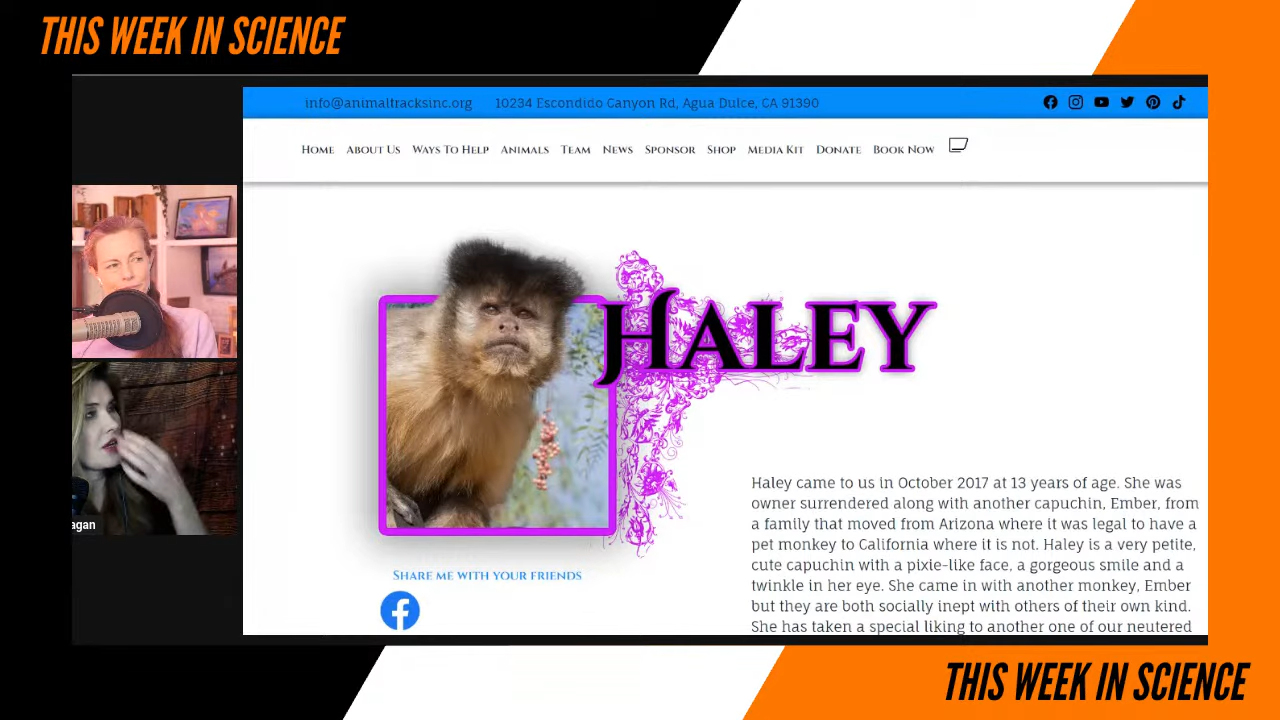 THIS WEEK IN SCIENCE
info@animaltracksinc.org 10234 Escondido Canyon Rd, Agua Dulce, CA 91390
HOME ABOUT US WAYS TO HELP ANIMALS TEAM NEWS SPONSOR SHOP MEDIA KIT DONATE BOOK NOW
HALEY
Haley came to us in October 2017 at 13 years of age. She was
owner surrendered along with another capuchin, Ember, from
a family that moved from Arizona where it was legal to have a
pet monkey to California where it is not. Haley is a very petite,
cute capuchin with a pixie-like face, a gorgeous smile and a
twinkle in her eye. She came in with another monkey, Ember
but they are both socially inept with others of their own kind.
She has taken a special liking to another one of our neutered
SHARE ME WITH YOUR FRIENDS
agan
THIS WEEK IN SCIENCE